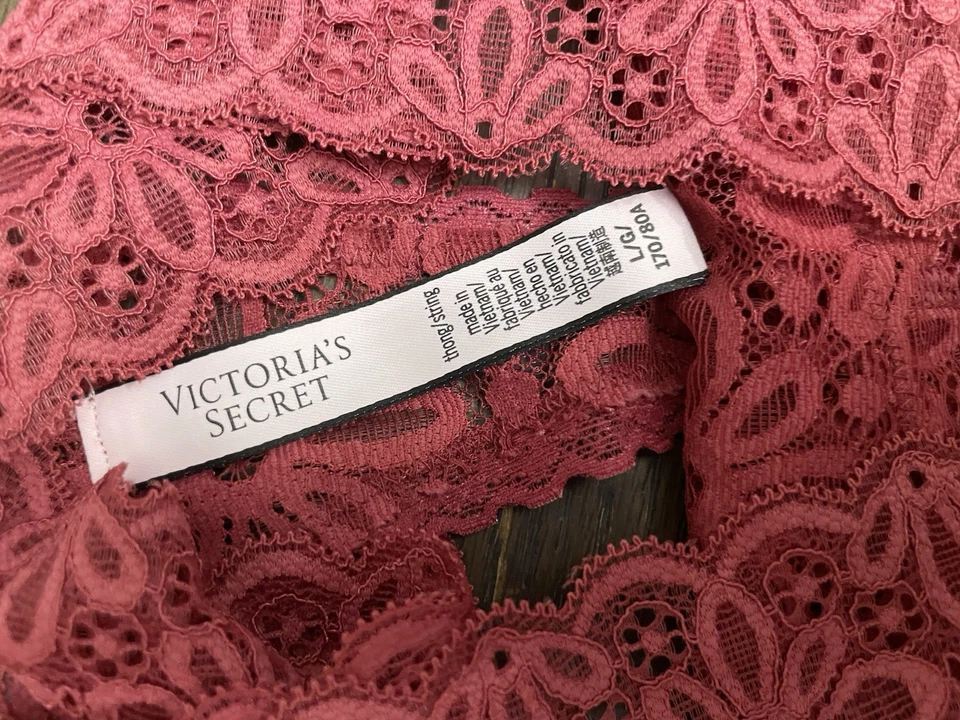 VICTORIA'S
SECRET
thong/string
made in
Vietnam/
fabriqué au
Vietnam/
hecho en
Vietnam/
fabricato in
Vietnam/
越南制造
L/G/
170/80A